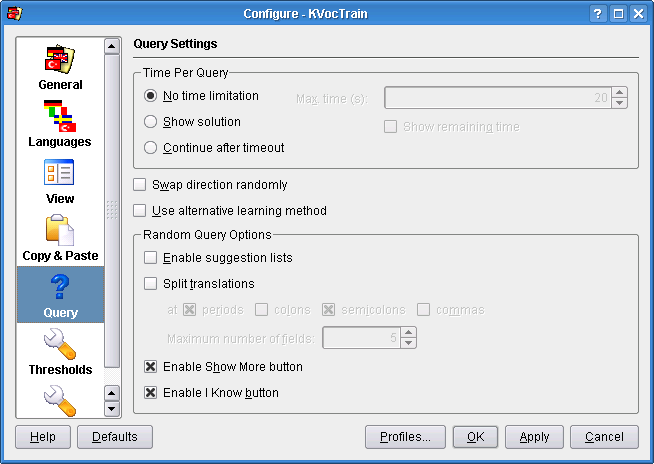 Configure - KVocTrain
General
Languages
View
Copy & Paste
Query
Thresholds
Query Settings
Time Per Query
No time limitation
Max. time (s):
20
Show solution
Show remaining time
Continue after timeout
Swap direction randomly
Use alternative learning method
Random Query Options
Enable suggestion lists
Split translations
at periods colons semicolons commas
Maximum number of fields: 5
Enable Show More button
Enable I Know button
Help Defaults Profiles... OK Apply Cancel